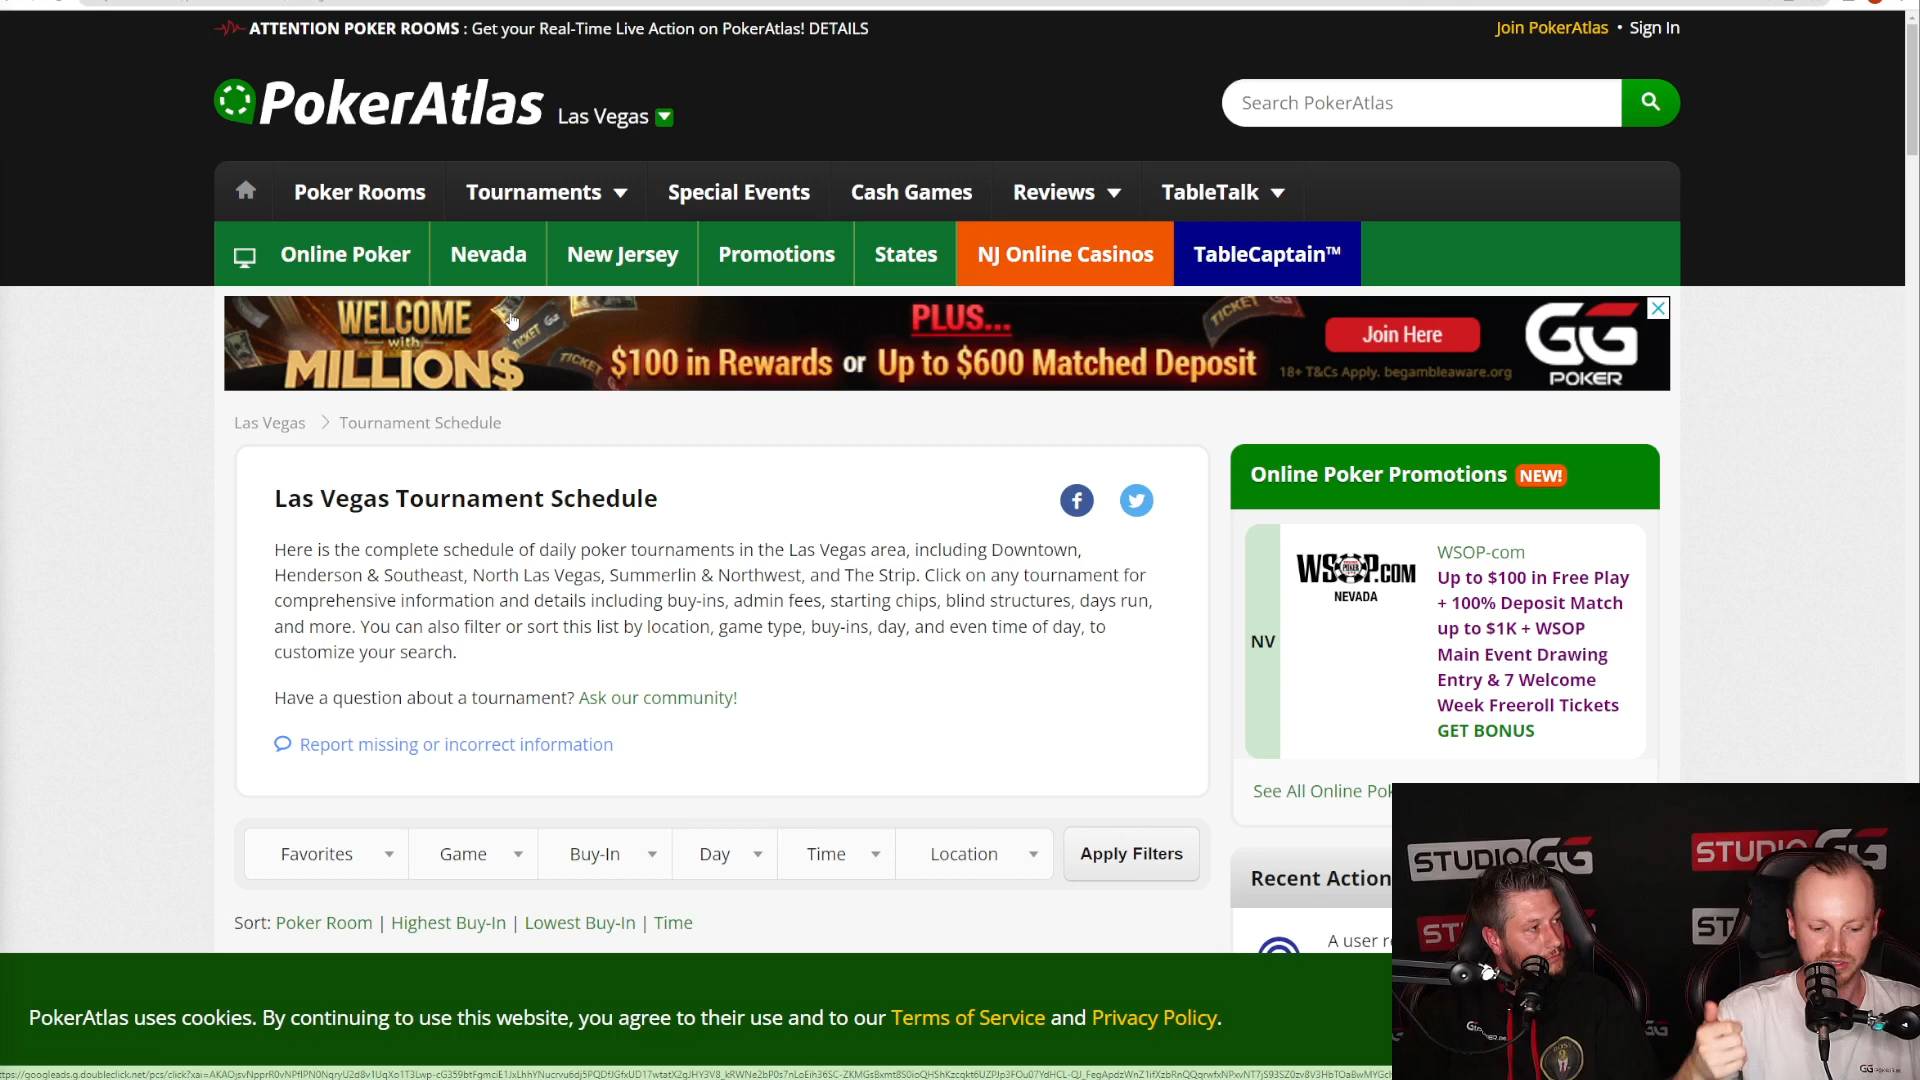 ATTENTION POKER ROOMS : Get your Real-Time Live Action on PokerAtlas! DETAILS
Join PokerAtlas • Sign In
PokerAtlas Las Vegas
Search PokerAtlas
Poker Rooms Tournaments Special Events Cash Games Reviews TableTalk
Online Poker Nevada New Jersey Promotions States NJ Online Casinos TableCaptain™
WELCOME with MILLION$
TICKET GG
TICKET
PLUS...
$100 in Rewards or Up to $600 Matched Deposit
TICKET GG
Join Here
18+ T&Cs Apply. begambleaware.org
GG POKER
Las Vegas > Tournament Schedule
Las Vegas Tournament Schedule
Here is the complete schedule of daily poker tournaments in the Las Vegas area, including Downtown,
Henderson & Southeast, North Las Vegas, Summerlin & Northwest, and The Strip. Click on any tournament for
comprehensive information and details including buy-ins, admin fees, starting chips, blind structures, days run,
and more. You can also filter or sort this list by location, game type, buy-ins, day, and even time of day, to
customize your search.
Have a question about a tournament? Ask our community!
Report missing or incorrect information
Online Poker Promotions NEW!
NV
WSOP.COM
NEVADA
WSOP-com
Up to $100 in Free Play
+ 100% Deposit Match
up to $1K + WSOP
Main Event Drawing
Entry & 7 Welcome
Week Freeroll Tickets
GET BONUS
See All Online Pok
Favorites Game Buy-In Day Time Location Apply Filters
Sort: Poker Room | Highest Buy-In | Lowest Buy-In | Time
Recent Action
A user re
PokerAtlas uses cookies. By continuing to use this website, you agree to their use and to our Terms of Service and Privacy Policy.
STUDIO GG
STUDIO GG
ST
ST